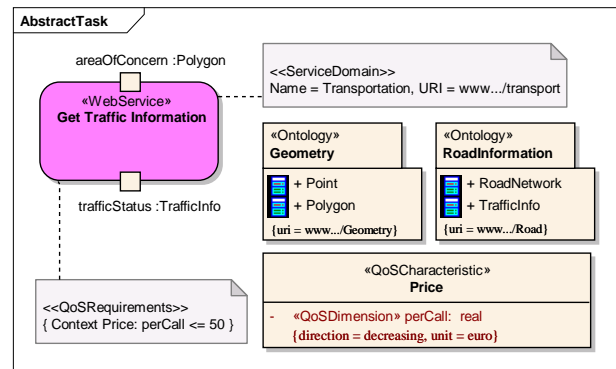 AbstractTask
areaOfConcern :Polygon
«WebService»
Get Traffic Information
trafficStatus :TrafficInfo
<<ServiceDomain>>
Name = Transportation, URI = www.../transport
«Ontology»
Geometry
+ Point
+ Polygon
{uri = www.../Geometry}
«Ontology»
RoadInformation
+ RoadNetwork
+ TrafficInfo
{uri = www.../Road}
<<QoSRequirements>>
{ Context Price: perCall <= 50 }
«QoSCharacteristic»
Price
- «QoSDimension» perCall: real
{direction = decreasing, unit = euro}